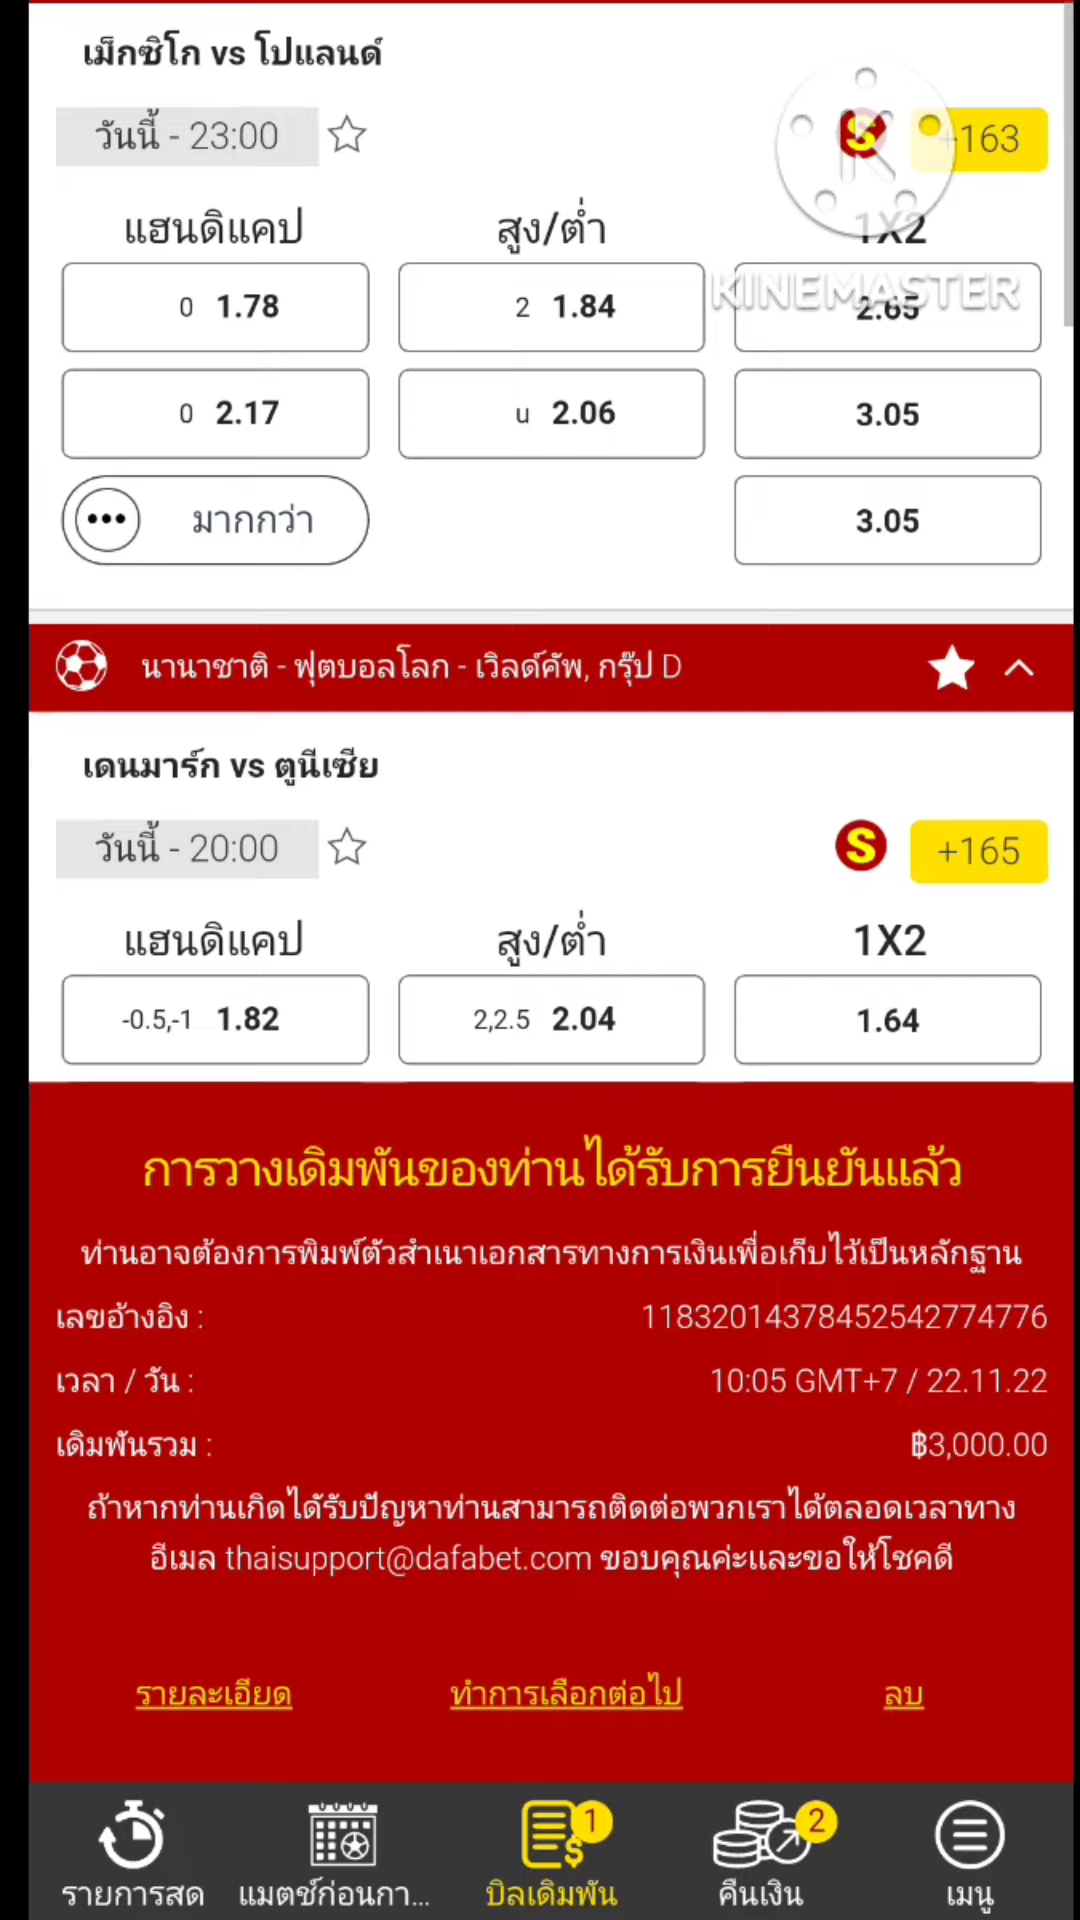 เม็กซิโก vs โปแลนด์
วันนี้ - 23:00
S
+163
แฮนดิแคป
สูง/ต่ำ
1X2
KINEMASTER
0 1.78
2 1.84
2.65
0 2.17
u 2.06
3.05
มากกว่า
3.05
นานาชาติ - ฟุตบอลโลก - เวิลด์คัพ, กรุ๊ป D
เดนมาร์ก vs ตูนีเซีย
วันนี้ - 20:00
S
+165
แฮนดิแคป
สูง/ต่ำ
1X2
-0.5,-1 1.82
2,2.5 2.04
1.64
การวางเดิมพันของท่านได้รับการยืนยันแล้ว
ท่านอาจต้องการพิมพ์ตัวสำเนาเอกสารทางการเงินเพื่อเก็บไว้เป็นหลักฐาน
เลขอ้างอิง : 11832014378452542774776
เวลา / วัน : 10:05 GMT+7 / 22.11.22
เดิมพันรวม : ฿3,000.00
ถ้าหากท่านเกิดได้รับปัญหาท่านสามารถติดต่อพวกเราได้ตลอดเวลาทาง
อีเมล thaisupport@dafabet.com ขอบคุณค่ะและขอให้โชคดี
รายละเอียด
ทำการเลือกต่อไป
ลบ
1
2
รายการสด
แมตช์ก่อนกา...
บิลเดิมพัน
คืนเงิน
เมนู